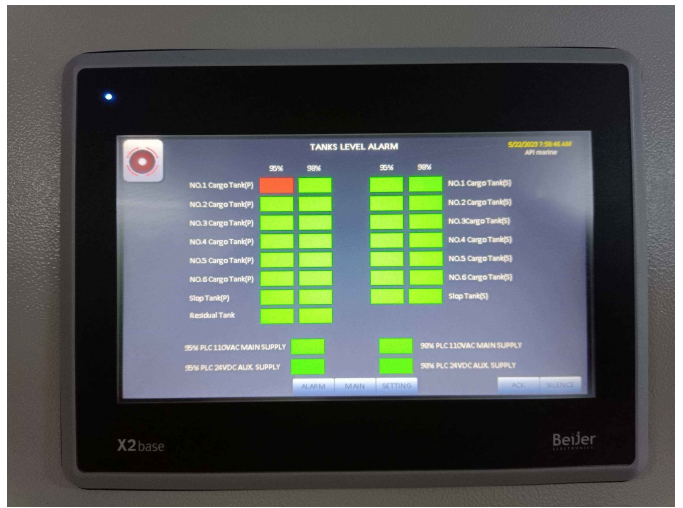 TANKS LEVEL ALARM
5/22/2023 7:58:46 AM
API marine
95% 98% 95% 98%
NO.1 Cargo Tank(P) NO.1 Cargo Tank(S)
NO.2 Cargo Tank(P) NO.2 Cargo Tank(S)
NO.3 Cargo Tank(P) NO.3Cargo Tank(S)
NO.4 Cargo Tank(P) NO.4 Cargo Tank(S)
NO.5 Cargo Tank(P) NO.5 Cargo Tank(S)
NO.6 Cargo Tank(P) NO.6 Cargo Tank(S)
Slop Tank(P) Slop Tank(S)
Residual Tank
95% PLC 110VAC MAIN SUPPLY 98% PLC 110VAC MAIN SUPPLY
95% PLC 24VDC AUX. SUPPLY 98% PLC 24VDC AUX. SUPPLY
ALARM MAIN SETTING ACK SILENCE
X2 base Beijer
ELECTRONICS